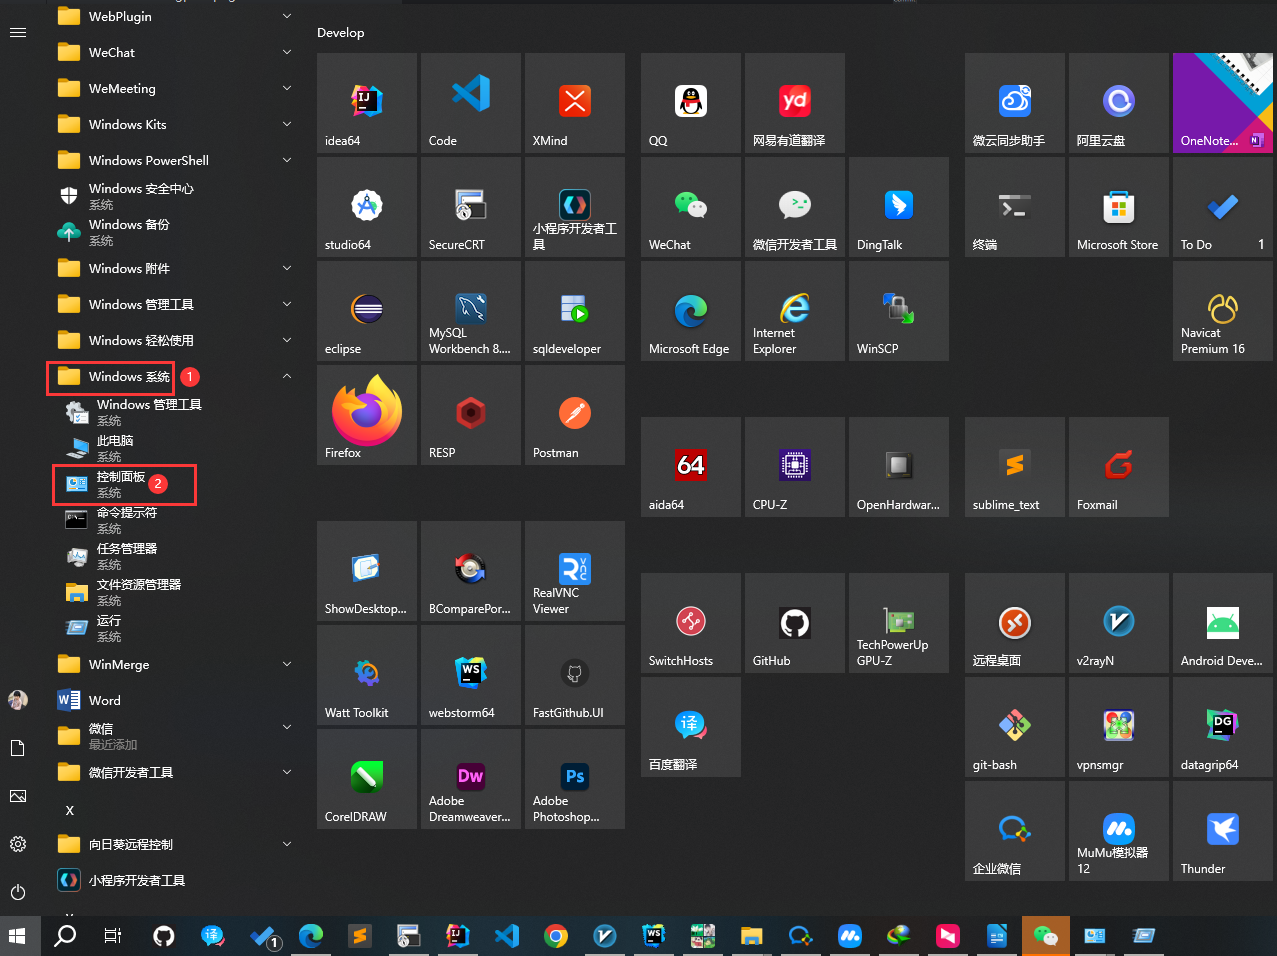 WebPlugin
WeChat
WeMeeting
Windows Kits
Windows PowerShell
Windows 安全中心
系统
Windows 备份
系统
Windows 附件
Windows 管理工具
Windows 轻松使用
Windows 系统
1
Windows 管理工具
系统
此电脑
系统
控制面板
2
系统
命令提示符
系统
任务管理器
系统
文件资源管理器
系统
运行
系统
WinMerge
Word
微信
最近添加
微信开发者工具
X
向日葵远程控制
小程序开发者工具
Develop
idea64
Code
XMind
studio64
SecureCRT
小程序开发者工
具
eclipse
MySQL
Workbench 8....
sqldeveloper
Firefox
RESP
Postman
ShowDesktop...
BComparePor...
RealVNC
Viewer
Watt Toolkit
webstorm64
FastGithub.UI
CorelDRAW
Adobe
Dreamweaver...
Adobe
Photoshop...
QQ
网易有道翻译
WeChat
微信开发者工具
DingTalk
Microsoft Edge
Internet
Explorer
WinSCP
aida64
CPU-Z
OpenHardwar...
SwitchHosts
GitHub
TechPowerUp
GPU-Z
百度翻译
微云同步助手
阿里云盘
OneNote...
终端
Microsoft Store
To Do
1
Navicat
Premium 16
sublime_text
Foxmail
远程桌面
v2rayN
Android Deve...
git-bash
vpnsmgr
datagrip64
企业微信
MuMu模拟器
12
Thunder